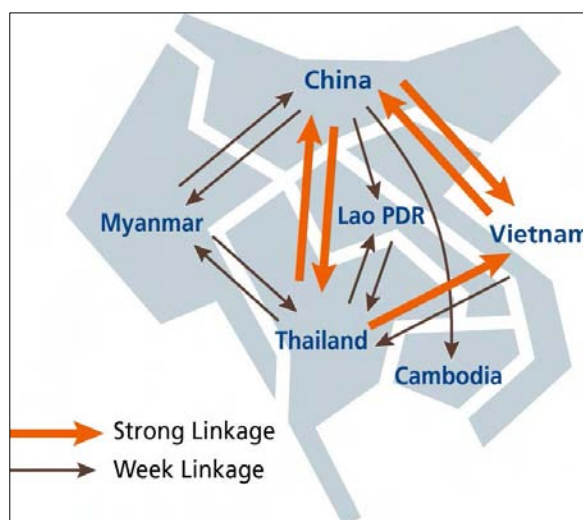 China
Myanmar
Lao PDR
Vietnam
Thailand
Cambodia
Strong Linkage
Week Linkage